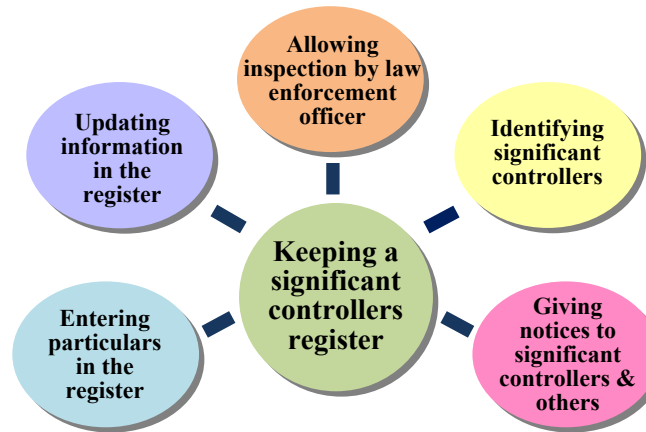 Allowing
inspection by law
enforcement
officer
Updating
information
in the
register
Identifying
significant
controllers
Keeping a
significant
controllers
register
Entering
particulars
in the
register
Giving
notices to
significant
controllers &
others